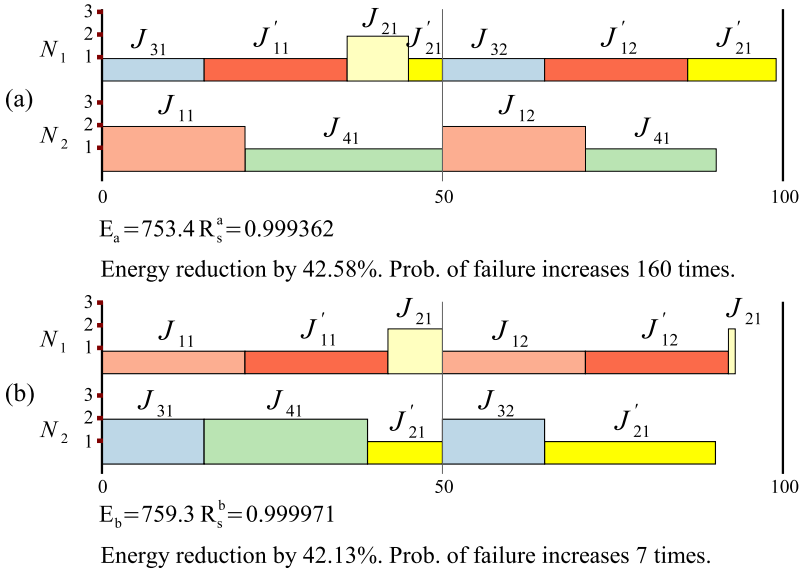 3
2
1
N₁
J₃₁ J′₁₁ J₂₁ J′₂₁ J₃₂ J′₁₂ J′₂₁
(a)
3
2
1
N₂
J₁₁ J₄₁ J₁₂ J₄₁
0 50 100
Eₐ=753.4 Rₛᵃ=0.999362
Energy reduction by 42.58%. Prob. of failure increases 160 times.
3
2
1
N₁
J₁₁ J′₁₁ J₂₁ J₁₂ J′₁₂ J₂₁
(b)
3
2
1
N₂
J₃₁ J₄₁ J′₂₁ J₃₂ J′₂₁
0 50 100
E_b=759.3 Rₛᵇ=0.999971
Energy reduction by 42.13%. Prob. of failure increases 7 times.